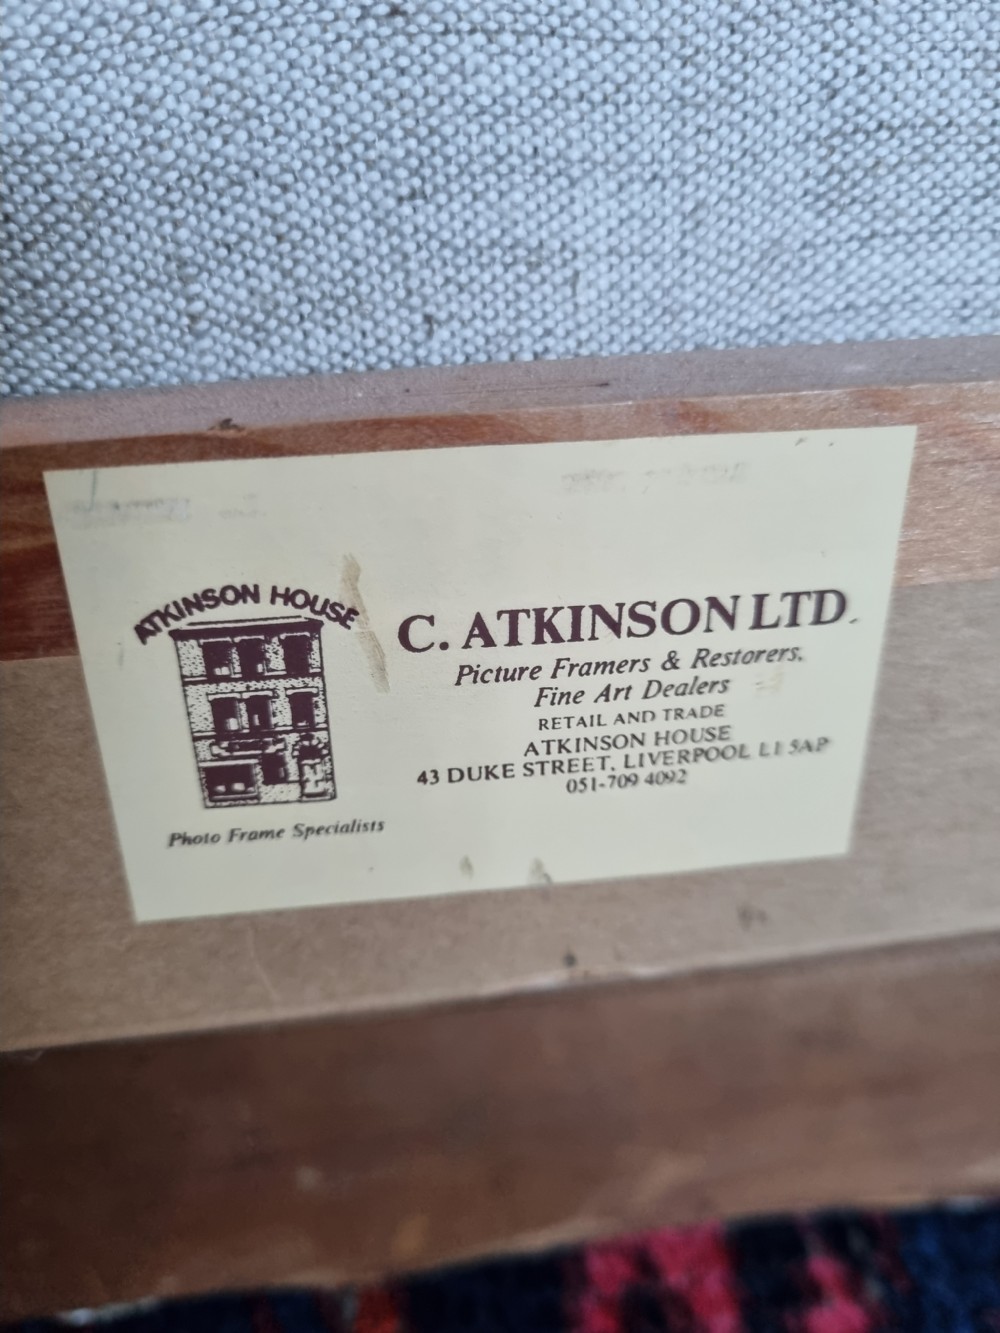 ATKINSON HOUSE
Photo Frame Specialists
C. ATKINSON LTD.
Picture Framers & Restorers,
Fine Art Dealers
RETAIL AND TRADE
ATKINSON HOUSE
43 DUKE STREET, LIVERPOOL L1 5AP
051-709 4092